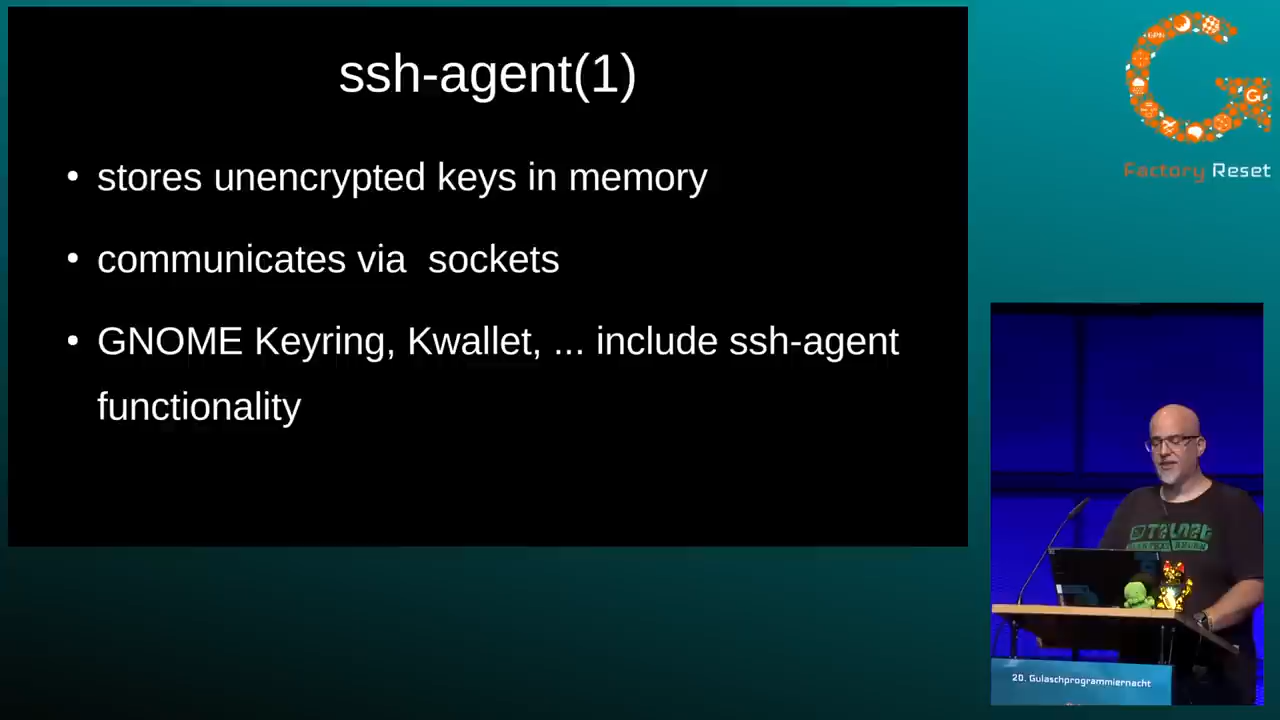 ssh-agent(1)
• stores unencrypted keys in memory
• communicates via  sockets
• GNOME Keyring, Kwallet, ... include ssh-agent
functionality
Factory Reset
TELNET
20. Gulaschprogrammiernacht